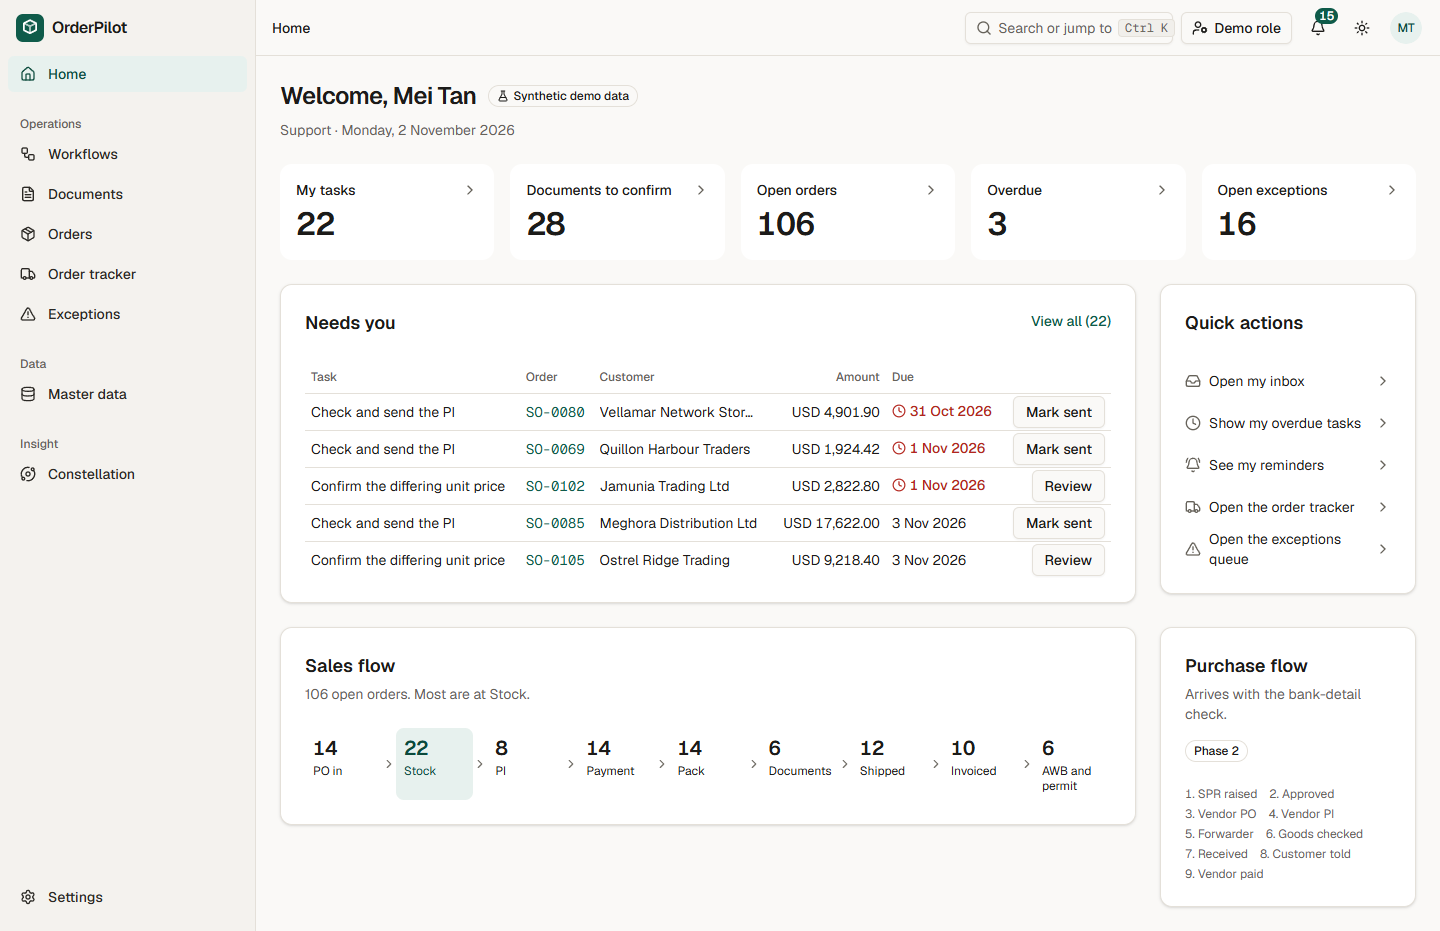 OrderPilot
Home
Search or jump to Ctrl K
Demo role
15
MT
Home
Operations
Workflows
Documents
Orders
Order tracker
Exceptions
Data
Master data
Insight
Constellation
Settings
Welcome, Mei Tan
Synthetic demo data
Support · Monday, 2 November 2026
My tasks
22
Documents to confirm
28
Open orders
106
Overdue
3
Open exceptions
16
Needs you
View all (22)
Task Order Customer Amount Due
Check and send the PI SO-0080 Vellamar Network Stor... USD 4,901.90 31 Oct 2026 Mark sent
Check and send the PI SO-0069 Quillon Harbour Traders USD 1,924.42 1 Nov 2026 Mark sent
Confirm the differing unit price SO-0102 Jamunia Trading Ltd USD 2,822.80 1 Nov 2026 Review
Check and send the PI SO-0085 Meghora Distribution Ltd USD 17,622.00 3 Nov 2026 Mark sent
Confirm the differing unit price SO-0105 Ostrel Ridge Trading USD 9,218.40 3 Nov 2026 Review
Quick actions
Open my inbox
Show my overdue tasks
See my reminders
Open the order tracker
Open the exceptions
queue
Sales flow
106 open orders. Most are at Stock.
14
PO in
22
Stock
8
PI
14
Payment
14
Pack
6
Documents
12
Shipped
10
Invoiced
6
AWB and
permit
Purchase flow
Arrives with the bank-detail
check.
Phase 2
1. SPR raised 2. Approved
3. Vendor PO 4. Vendor PI
5. Forwarder 6. Goods checked
7. Received 8. Customer told
9. Vendor paid